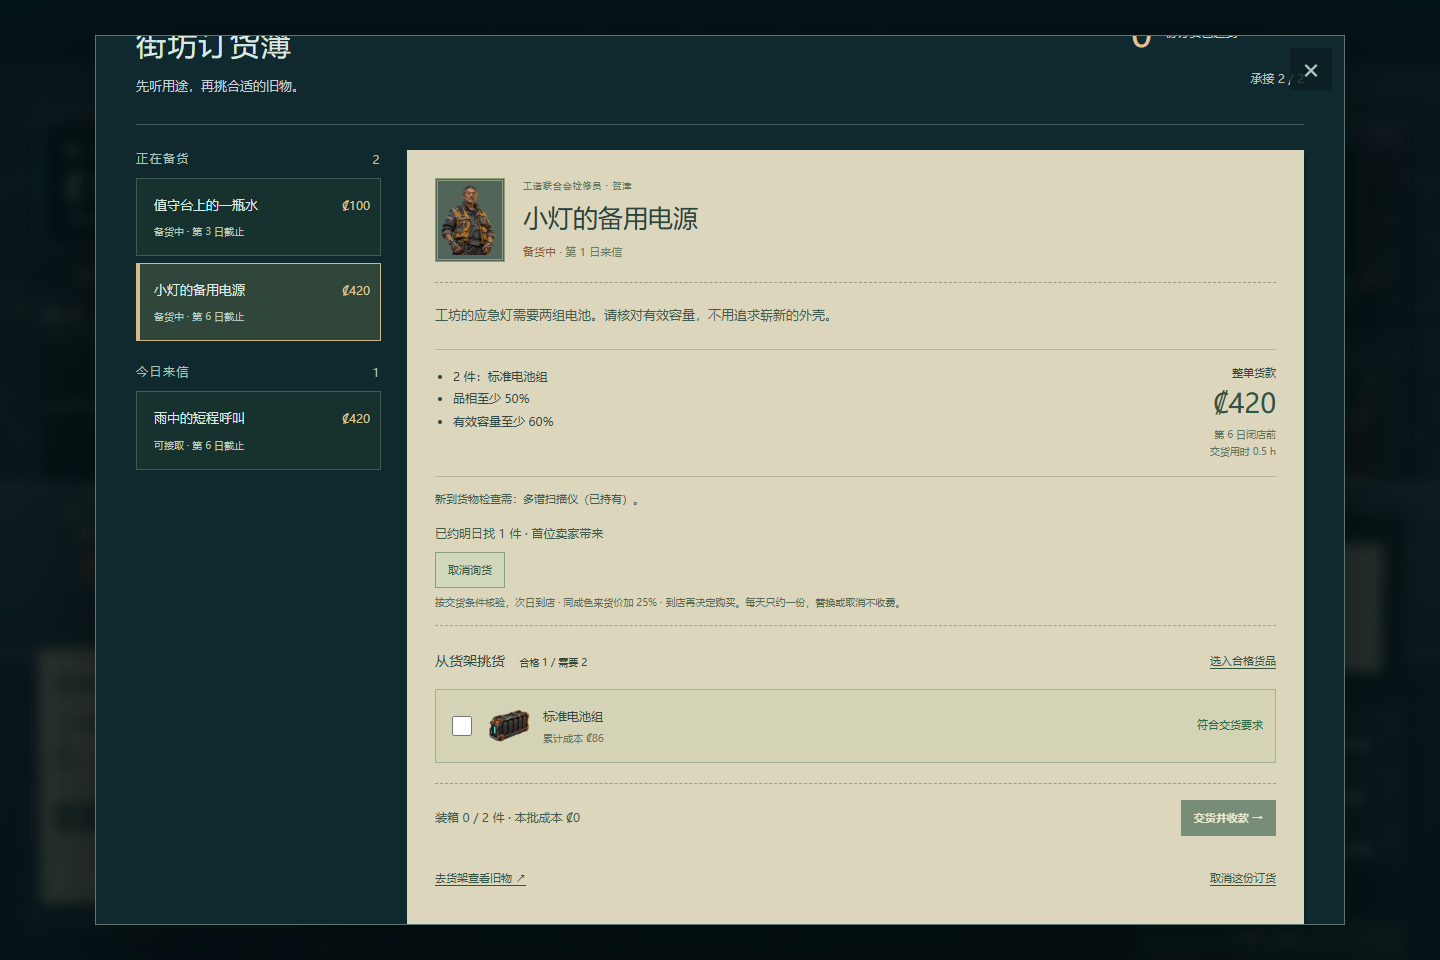 街坊订货薄
先听用途，再挑合适的旧物。
0
承接 2 /
×
正在备货 2
值守台上的一瓶水 ₡100
备货中 · 第 3 日截止
小灯的备用电源 ₡420
备货中 · 第 6 日截止
今日来信 1
雨中的短程呼叫 ₡420
可接取 · 第 6 日截止
工造联合会检修员 · 贺津
小灯的备用电源
备货中 · 第 1 日来信
工坊的应急灯需要两组电池。请核对有效容量，不用追求崭新的外壳。
• 2 件：标准电池组
• 品相至少 50%
• 有效容量至少 60%
整单货款
₡420
第 6 日闭店前
交货用时 0.5 h
新到货物检查需：多谱扫描仪（已持有）。
已约明日找 1 件 · 首位卖家带来
取消询货
按交货条件核验，次日到店 · 同成色来货价加 25% · 到店再决定购买。每天只约一份，替换或取消不收费。
从货架挑货 合格 1 / 需要 2
选入合格货品
标准电池组
累计成本 ₡86
符合交货要求
装箱 0 / 2 件 · 本批成本 ₡0
交货并收款 →
去货架查看旧物 ↗
取消这份订货